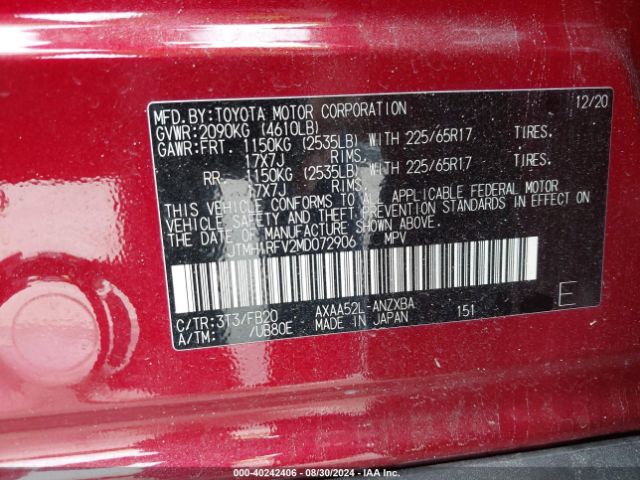 MFD.BY:TOYOTA MOTOR CORPORATION 12/20
GVWR:2090KG (4610LB)
GAWR:FRT. 1150KG (2535LB) WITH 225/65R17 TIRES.
17X7J RIMS.
RR. 1150KG (2535LB) WITH 225/65R17 TIRES.
17X7J RIMS.
THIS VEHICLE CONFORMS TO ALL APPLICABLE FEDERAL MOTOR
VEHICLE SAFETY AND THEFT PREVENTION STANDARDS IN EFFECT ON
THE DATE OF MANUFACTURE SHOWN ABOVE.
JTMH1RFV2MD072906 MPV
C/TR:3T3/FB20 AXAA52L-ANZXBA 151 E
A/TM: /UB80E MADE IN JAPAN
000-40242406 - 08/30/2024 - IAA Inc.